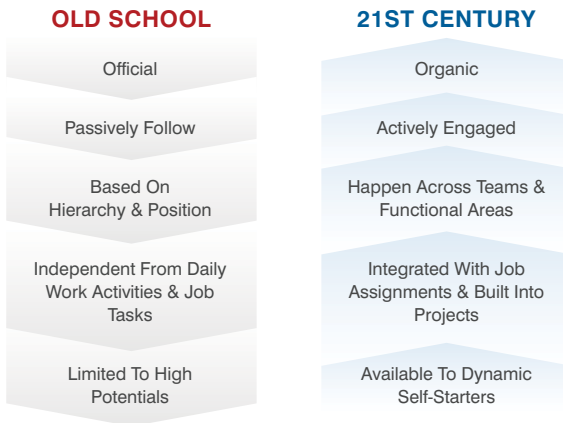 OLD SCHOOL
Official
Passively Follow
Based On
Hierarchy & Position
Independent From Daily
Work Activities & Job
Tasks
Limited To High
Potentials
21ST CENTURY
Organic
Actively Engaged
Happen Across Teams &
Functional Areas
Integrated With Job
Assignments & Built Into
Projects
Available To Dynamic
Self-Starters